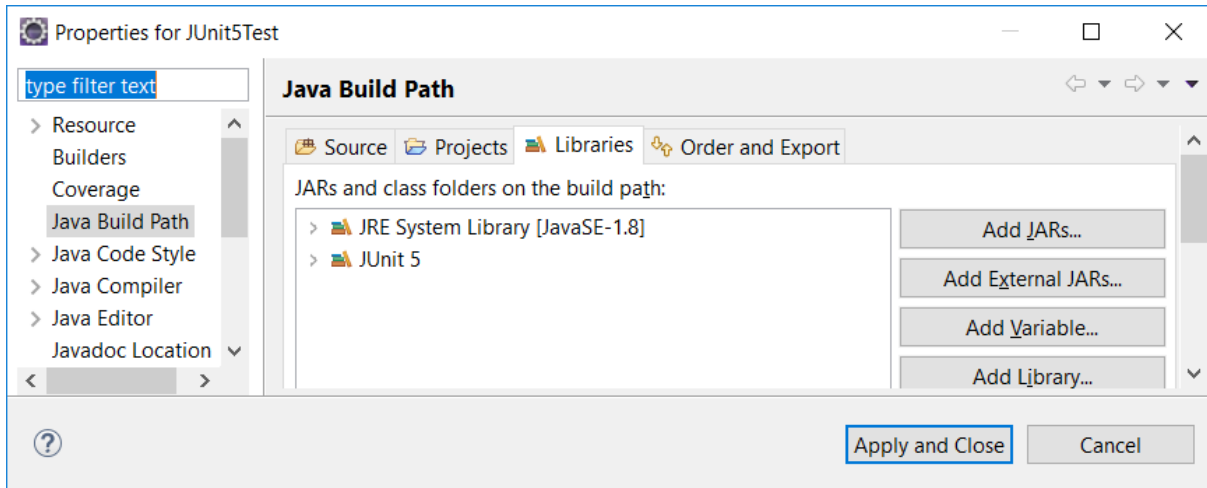 Properties for JUnit5Test
type filter text
Resource
Builders
Coverage
Java Build Path
Java Code Style
Java Compiler
Java Editor
Javadoc Location
Java Build Path
Source Projects Libraries Order and Export
JARs and class folders on the build path:
JRE System Library [JavaSE-1.8]
JUnit 5
Add JARs...
Add External JARs...
Add Variable...
Add Library...
Apply and Close Cancel